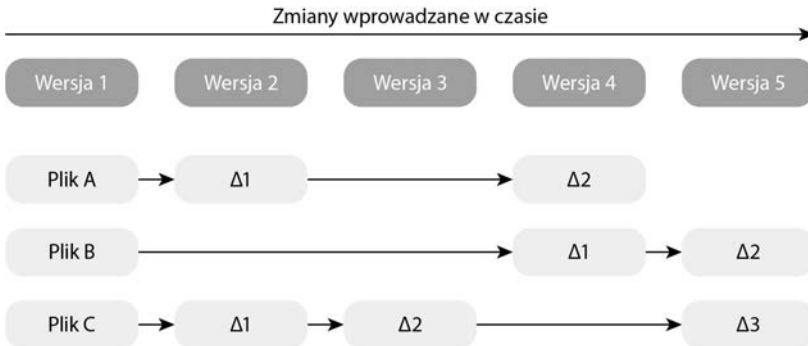 Zmiany wprowadzane w czasie
Wersja 1 Wersja 2 Wersja 3 Wersja 4 Wersja 5
Plik A Δ1 Δ2
Plik B Δ1 Δ2
Plik C Δ1 Δ2 Δ3